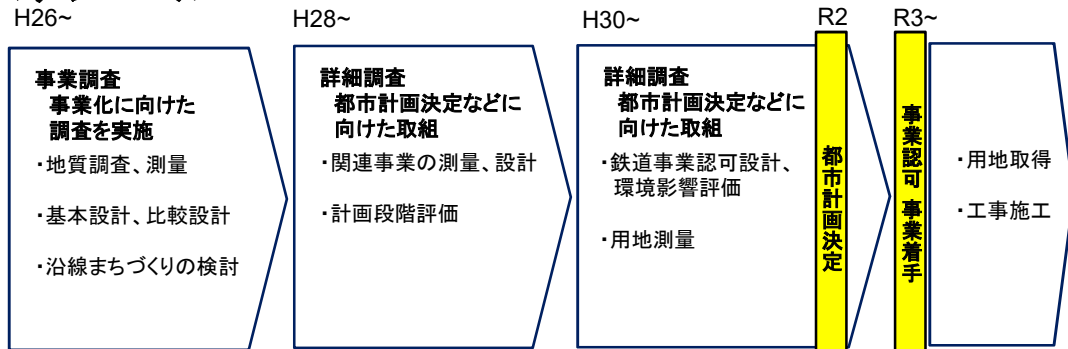 H26~
H28~
H30~
R2
R3~
事業調査
事業化に向けた
調査を実施
・地質調査、測量
・基本設計、比較設計
・沿線まちづくりの検討
詳細調査
都市計画決定などに
向けた取組
・関連事業の測量、設計
・計画段階評価
詳細調査
都市計画決定などに
向けた取組
・鉄道事業認可設計、
環境影響評価
・用地測量
都市計画決定
事業認可 事業着手
・用地取得
・工事施工